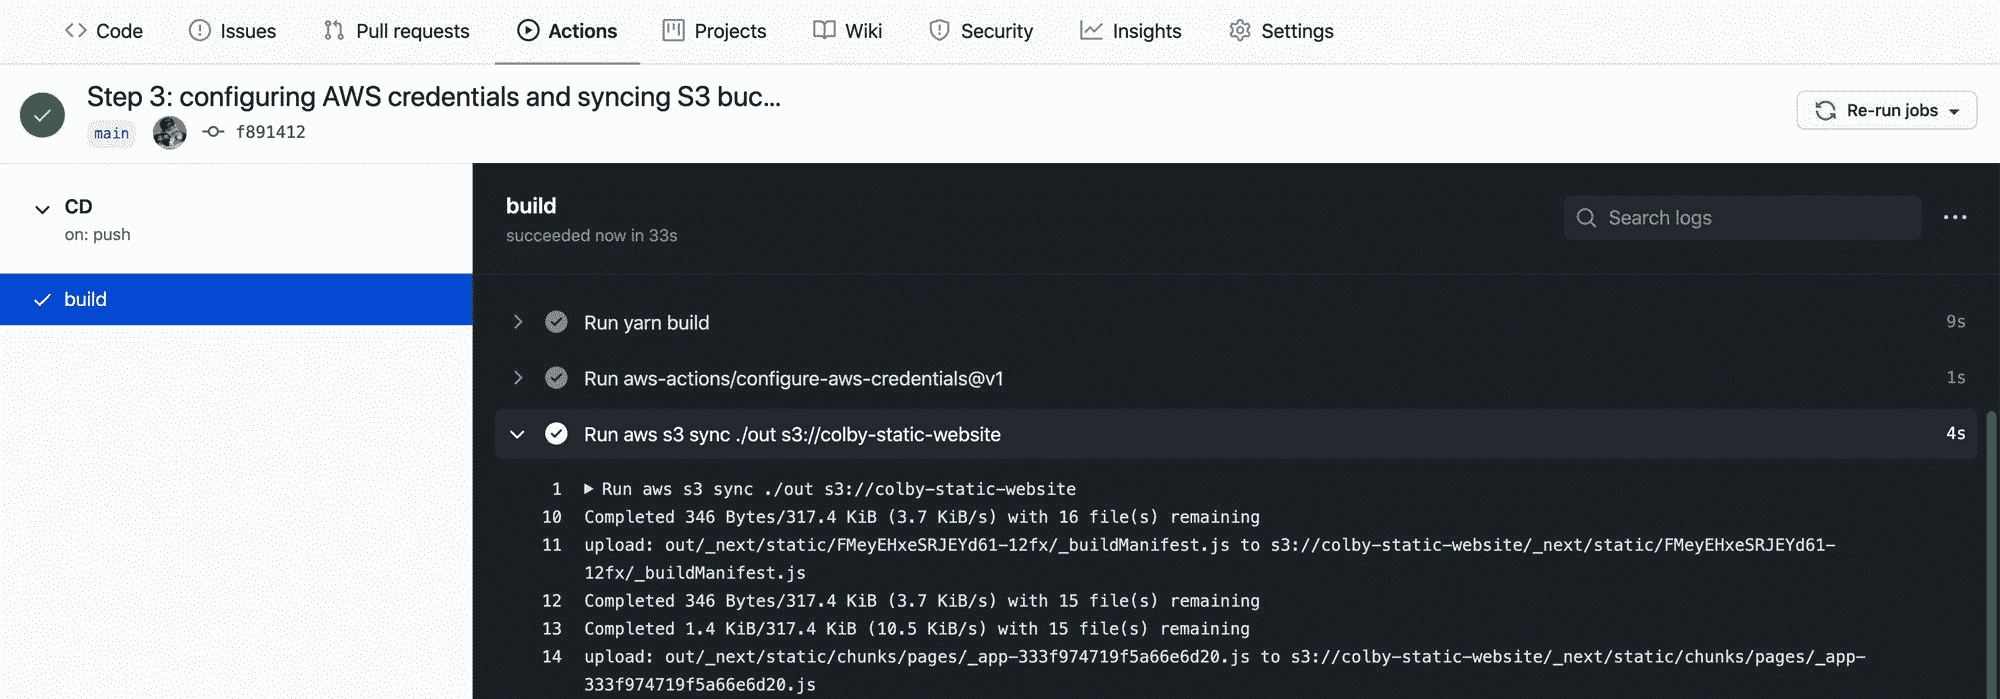 Code Issues Pull requests Actions Projects Wiki Security Insights Settings
Step 3: configuring AWS credentials and syncing S3 buc...
main f891412
Re-run jobs
CD
on: push
build
build
succeeded now in 33s
Search logs
Run yarn build 9s
Run aws-actions/configure-aws-credentials@v1 1s
Run aws s3 sync ./out s3://colby-static-website 4s
1 Run aws s3 sync ./out s3://colby-static-website
10 Completed 346 Bytes/317.4 KiB (3.7 KiB/s) with 16 file(s) remaining
11 upload: out/_next/static/FMeyEHxeSRJEYd61-12fx/_buildManifest.js to s3://colby-static-website/_next/static/FMeyEHxeSRJEYd61-
12fx/_buildManifest.js
12 Completed 346 Bytes/317.4 KiB (3.7 KiB/s) with 15 file(s) remaining
13 Completed 1.4 KiB/317.4 KiB (10.5 KiB/s) with 15 file(s) remaining
14 upload: out/_next/static/chunks/pages/_app-333f974719f5a66e6d20.js to s3://colby-static-website/_next/static/chunks/pages/_app-
333f974719f5a66e6d20.js